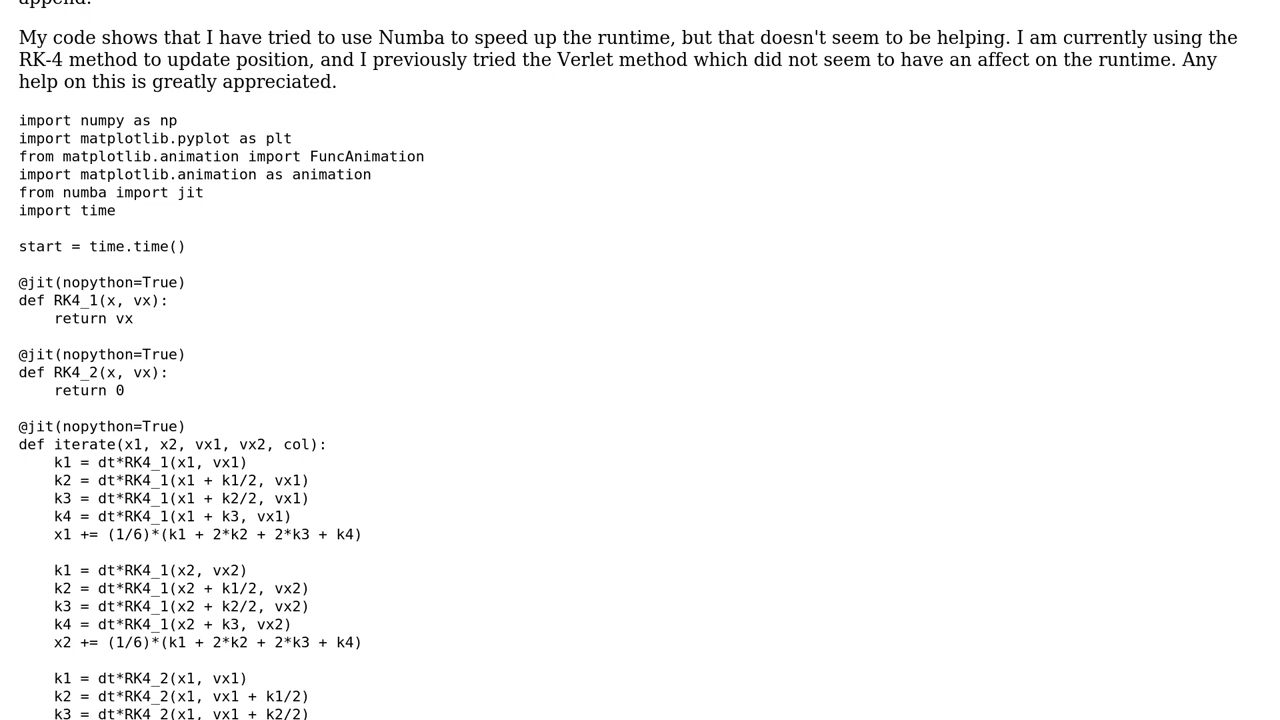 append.
My code shows that I have tried to use Numba to speed up the runtime, but that doesn't seem to be helping. I am currently using the
RK-4 method to update position, and I previously tried the Verlet method which did not seem to have an affect on the runtime. Any
help on this is greatly appreciated.
import numpy as np
import matplotlib.pyplot as plt
from matplotlib.animation import FuncAnimation
import matplotlib.animation as animation
from numba import jit
import time
start = time.time()
@jit(nopython=True)
def RK4_1(x, vx):
    return vx
@jit(nopython=True)
def RK4_2(x, vx):
    return 0
@jit(nopython=True)
def iterate(x1, x2, vx1, vx2, col):
    k1 = dt*RK4_1(x1, vx1)
    k2 = dt*RK4_1(x1 + k1/2, vx1)
    k3 = dt*RK4_1(x1 + k2/2, vx1)
    k4 = dt*RK4_1(x1 + k3, vx1)
    x1 += (1/6)*(k1 + 2*k2 + 2*k3 + k4)
    k1 = dt*RK4_1(x2, vx2)
    k2 = dt*RK4_1(x2 + k1/2, vx2)
    k3 = dt*RK4_1(x2 + k2/2, vx2)
    k4 = dt*RK4_1(x2 + k3, vx2)
    x2 += (1/6)*(k1 + 2*k2 + 2*k3 + k4)
    k1 = dt*RK4_2(x1, vx1)
    k2 = dt*RK4_2(x1, vx1 + k1/2)
    k3 = dt*RK4_2(x1, vx1 + k2/2)